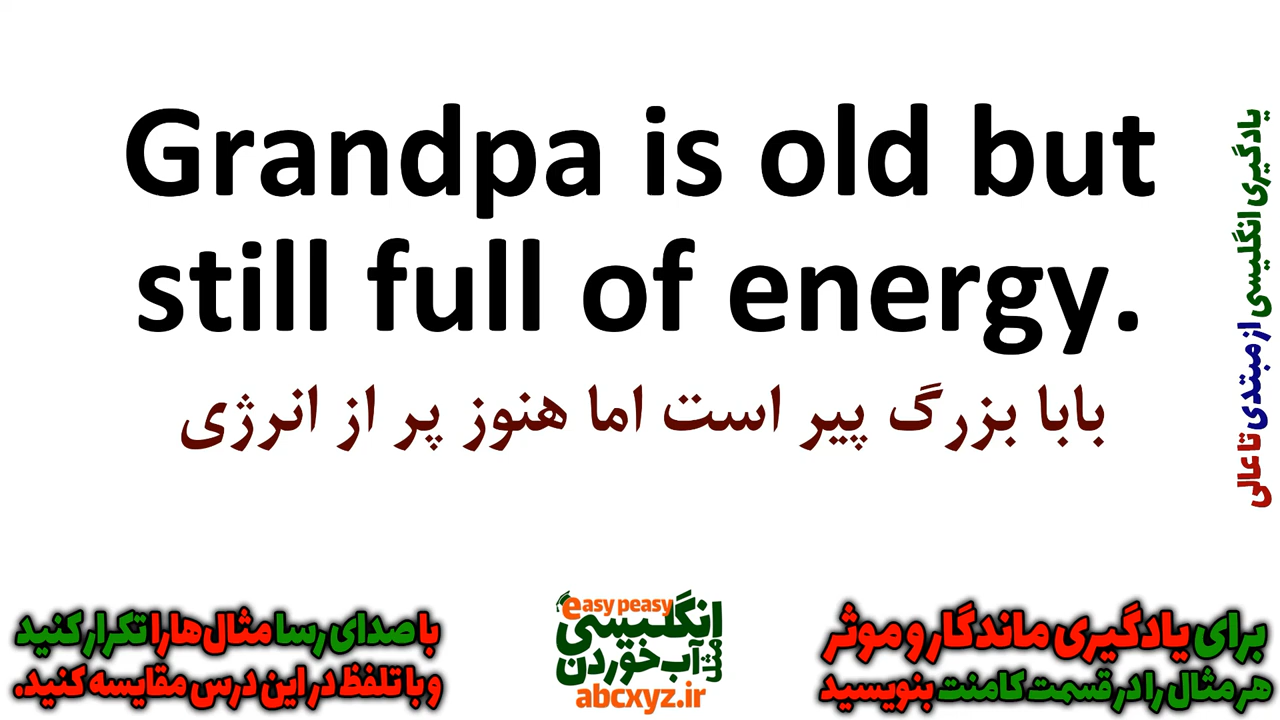 Grandpa is old but
still full of energy.
بابا بزرگ پیر است اما هنوز پر از انرژی
یادگیری انگلیسی از مبتدی تا عالی
با صدای رسا مثال‌ها را تکرار کنید
و با تلفظ در این درس مقایسه کنید.
easy peasy
انگلیسی
مثل آب خوردن
abcxyz.ir
برای یادگیری ماندگار و موثر
هر مثال را در قسمت کامنت بنویسید